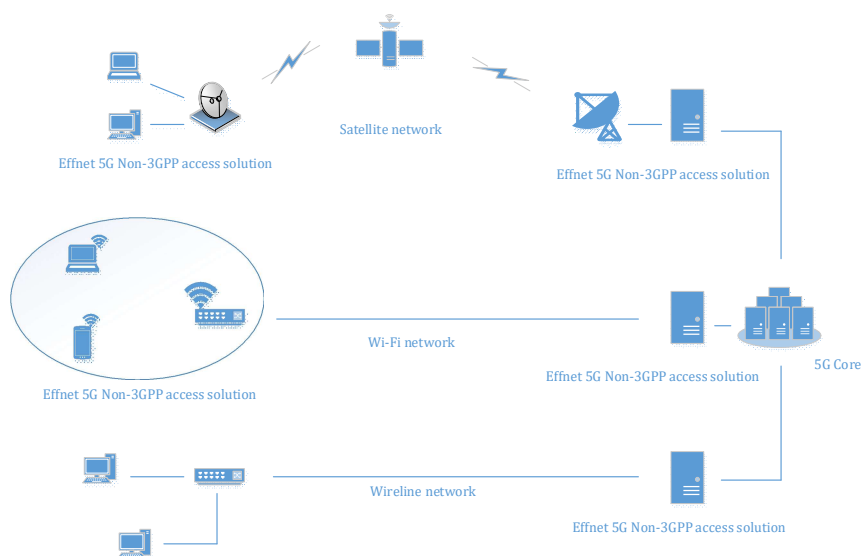 Satellite network
Effnet 5G Non-3GPP access solution
Effnet 5G Non-3GPP access solution
Wi-Fi network
5G Core
Effnet 5G Non-3GPP access solution
Effnet 5G Non-3GPP access solution
Wireline network
Effnet 5G Non-3GPP access solution